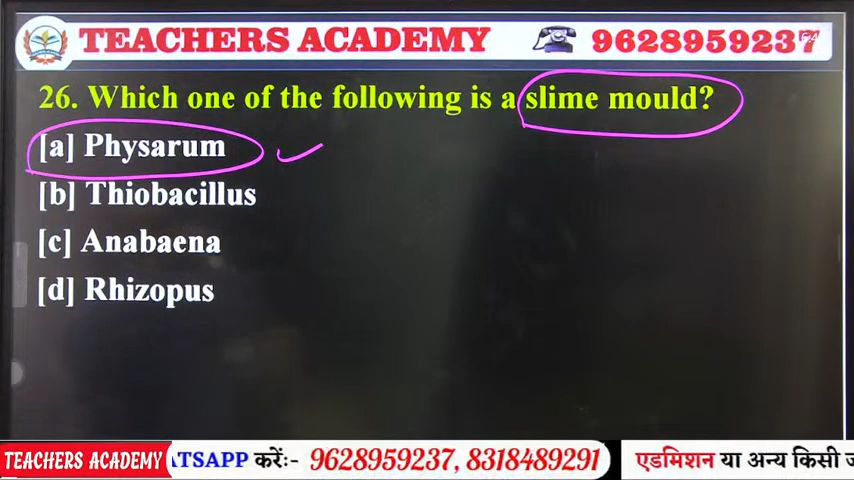 TEACHERS ACADEMY
9628959237
26. Which one of the following is a slime mould?
[a] Physarum
[b] Thiobacillus
[c] Anabaena
[d] Rhizopus
TEACHERS ACADEMY
ATSAPP करेंः- 9628959237, 8318489291
एडमिशन या अन्य किसी